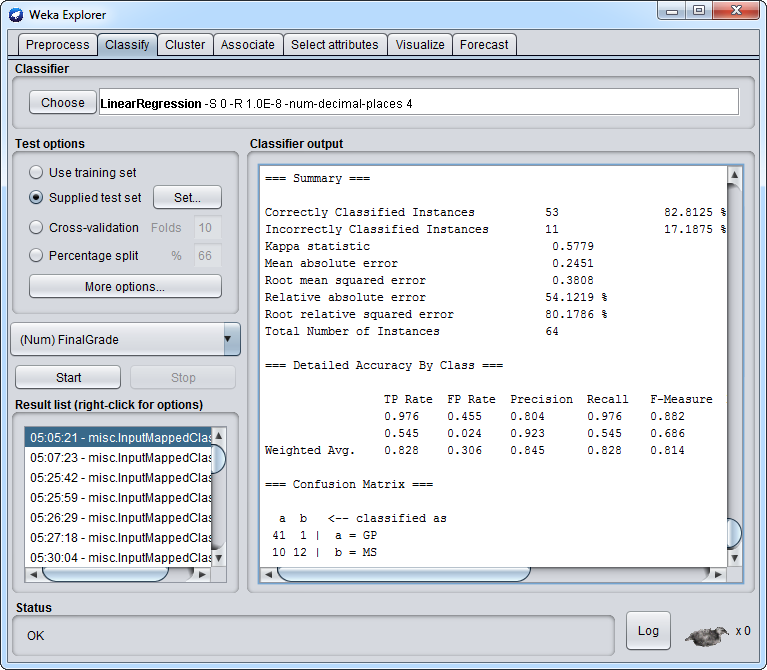 Weka Explorer
Preprocess Classify Cluster Associate Select attributes Visualize Forecast
Classifier
Choose LinearRegression -S 0 -R 1.0E-8 -num-decimal-places 4
Test options
Use training set
Supplied test set Set...
Cross-validation Folds 10
Percentage split % 66
More options...
(Num) FinalGrade
Start Stop
Result list (right-click for options)
05:05:21 - misc.InputMappedClas
05:07:23 - misc.InputMappedClas
05:25:42 - misc.InputMappedClas
05:25:59 - misc.InputMappedClas
05:26:29 - misc.InputMappedClas
05:27:18 - misc.InputMappedClas
05:30:04 - misc.InputMappedClas
Classifier output
=== Summary ===
Correctly Classified Instances 53 82.8125 %
Incorrectly Classified Instances 11 17.1875 %
Kappa statistic 0.5779
Mean absolute error 0.2451
Root mean squared error 0.3808
Relative absolute error 54.1219 %
Root relative squared error 80.1786 %
Total Number of Instances 64
=== Detailed Accuracy By Class ===
TP Rate FP Rate Precision Recall F-Measure
0.976 0.455 0.804 0.976 0.882
0.545 0.024 0.923 0.545 0.686
Weighted Avg. 0.828 0.306 0.845 0.828 0.814
=== Confusion Matrix ===
a b <-- classified as
41 1 | a = GP
10 12 | b = MS
Status
OK
Log
x 0